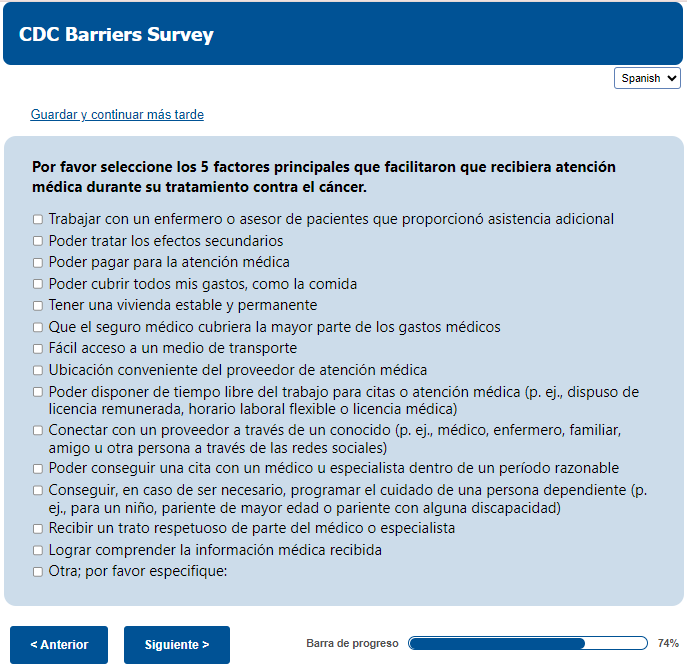 CDC Barriers Survey
Spanish
Guardar y continuar más tarde
Por favor seleccione los 5 factores principales que facilitaron que recibiera atención
médica durante su tratamiento contra el cáncer.
Trabajar con un enfermero o asesor de pacientes que proporcionó asistencia adicional
Poder tratar los efectos secundarios
Poder pagar para la atención médica
Poder cubrir todos mis gastos, como la comida
Tener una vivienda estable y permanente
Que el seguro médico cubriera la mayor parte de los gastos médicos
Fácil acceso a un medio de transporte
Ubicación conveniente del proveedor de atención médica
Poder disponer de tiempo libre del trabajo para citas o atención médica (p. ej., dispuso de
licencia remunerada, horario laboral flexible o licencia médica)
Conectar con un proveedor a través de un conocido (p. ej., médico, enfermero, familiar,
amigo u otra persona a través de las redes sociales)
Poder conseguir una cita con un médico u especialista dentro de un período razonable
Conseguir, en caso de ser necesario, programar el cuidado de una persona dependiente (p.
ej., para un niño, pariente de mayor edad o pariente con alguna discapacidad)
Recibir un trato respetuoso de parte del médico o especialista
Lograr comprender la información médica recibida
Otra; por favor especifique:
< Anterior
Siguiente >
Barra de progreso
74%